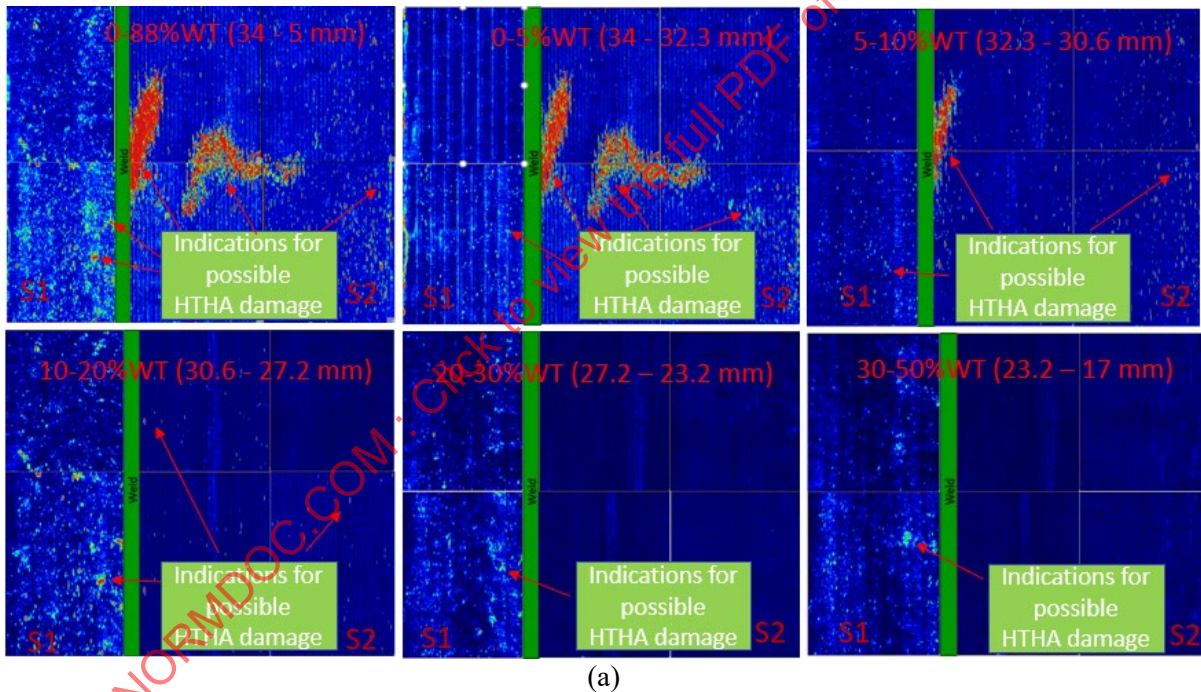 0-88%WT (34 - 5 mm)
Weld
Indications for
possible
HTHA damage
S1
S2
0-5%WT (34 - 32.3 mm)
Weld
Indications for
possible
HTHA damage
S1
S2
5-10%WT (32.3 - 30.6 mm)
Weld
Indications for
possible
HTHA damage
S1
S2
10-20%WT (30.6 - 27.2 mm)
Weld
Indications for
possible
HTHA damage
S1
S2
20-30%WT (27.2 – 23.2 mm)
Weld
Indications for
possible
HTHA damage
S1
S2
30-50%WT (23.2 – 17 mm)
Weld
Indications for
possible
HTHA damage
S1
S2
(a)
NORMDOC.COM : Click to view the full PDF of